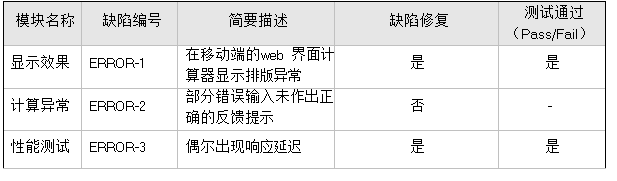 模块名称 缺陷编号 简要描述 缺陷修复 测试通过
（Pass/Fail）
显示效果 ERROR-1 在移动端的web 界面计
算器显示排版异常 是 是
计算异常 ERROR-2 部分错误输入未作出正
确的反馈提示 否 -
性能测试 ERROR-3 偶尔出现响应延迟 是 是